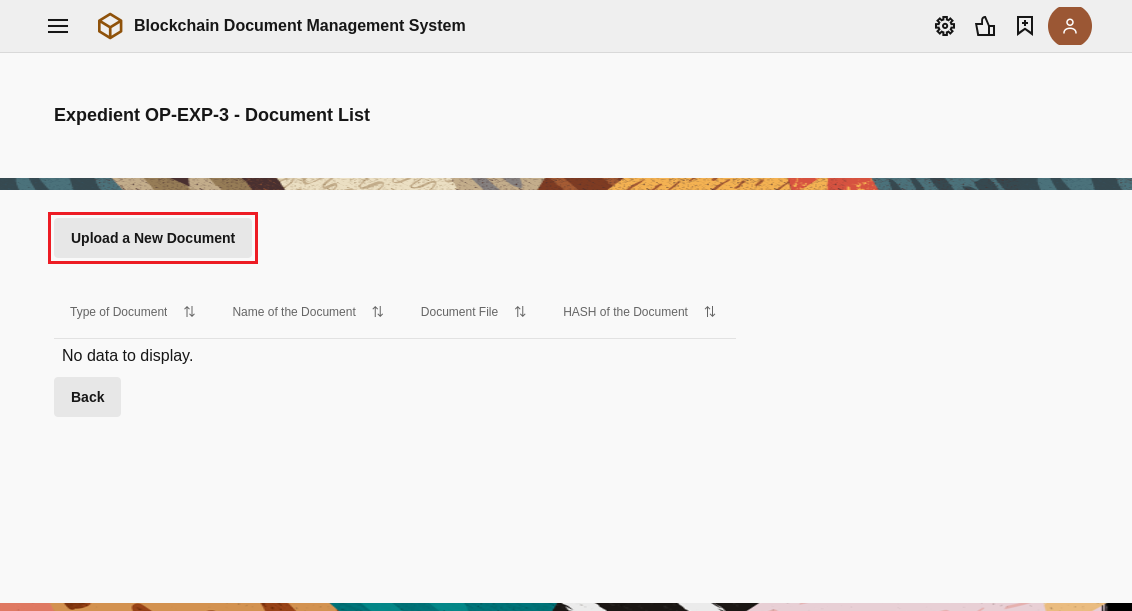 Blockchain Document Management System
Expedient OP-EXP-3 - Document List
Upload a New Document
Type of Document Name of the Document Document File HASH of the Document
No data to display.
Back